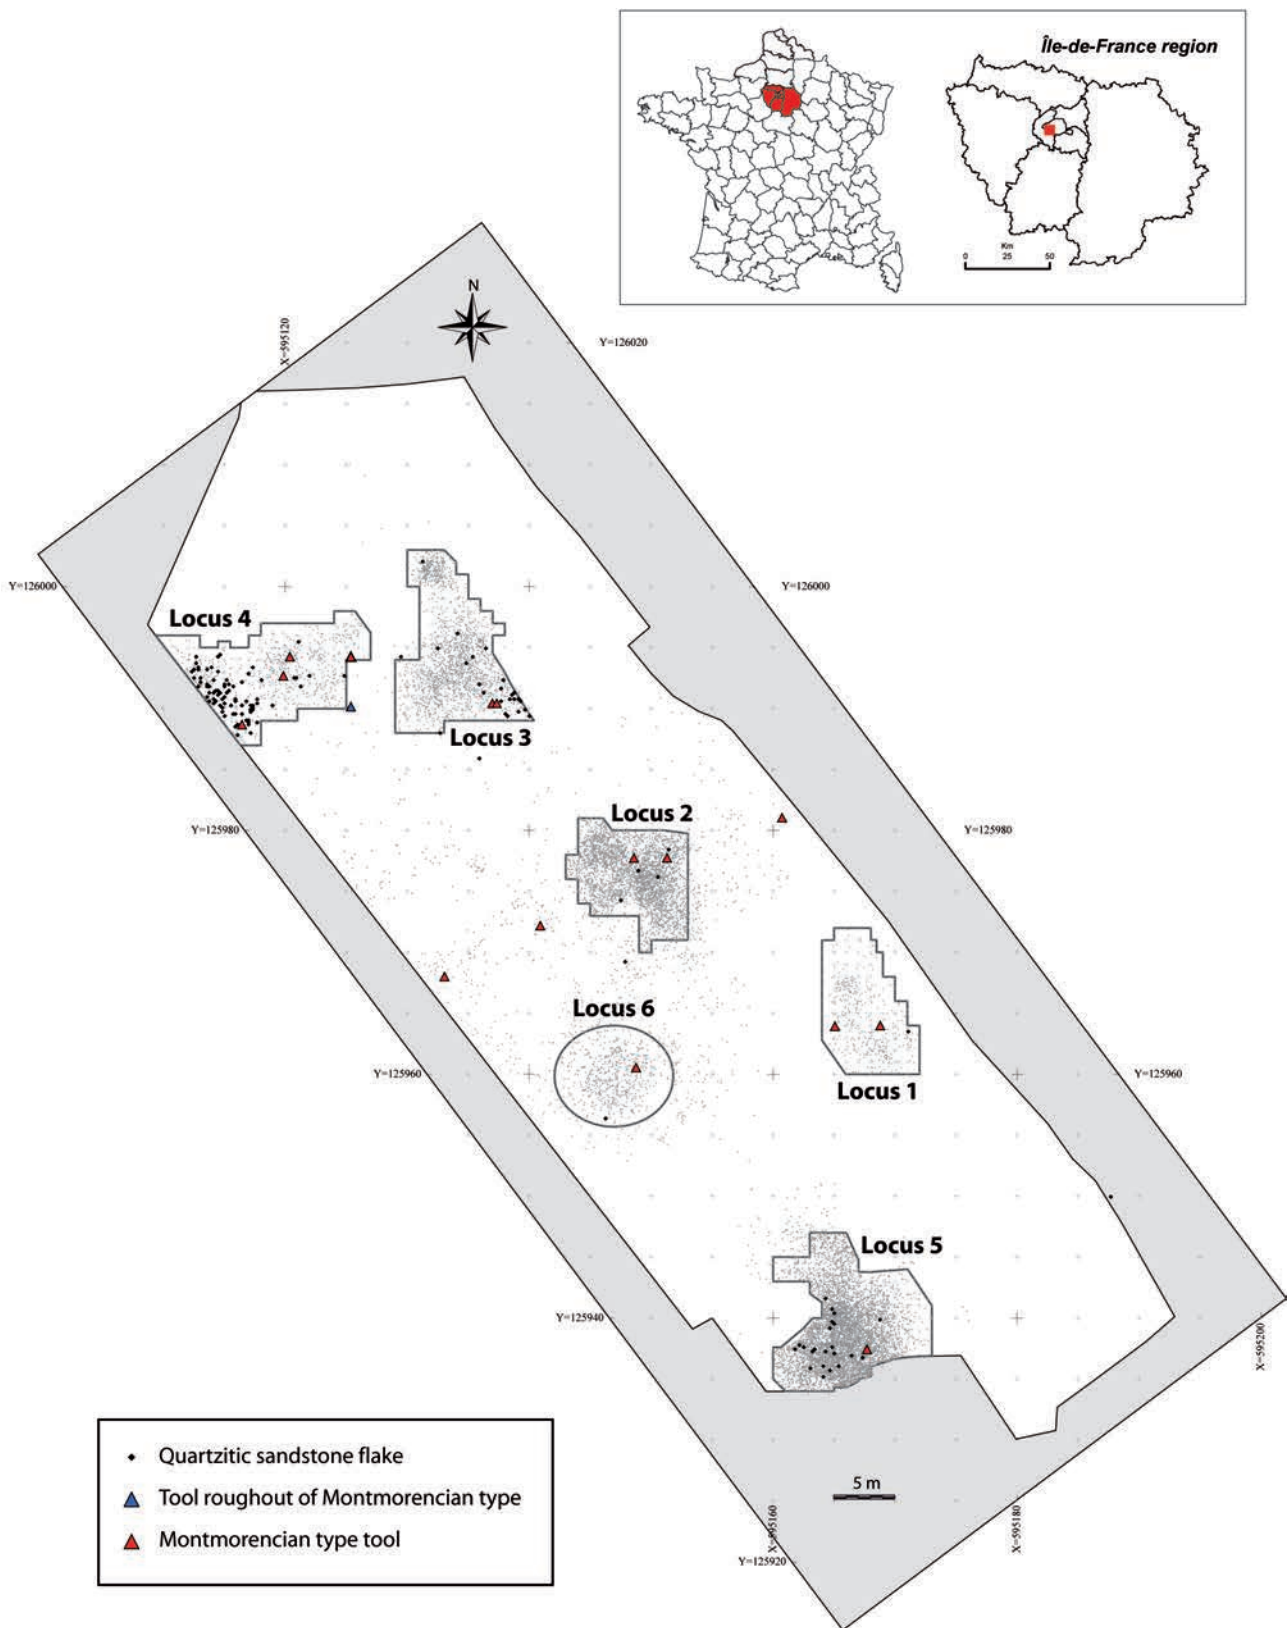 Île-de-France region
Km
0 25 50
N
X=595120
Y=126020
Y=126000
Y=126000
Locus 4
Locus 3
Locus 2
Y=125980
Y=125980
Locus 6
Y=125960
Y=125960
Locus 1
Locus 5
Y=125940
X=595200
5 m
X=595160
X=595180
Y=125920
Quartzitic sandstone flake
Tool roughout of Montmorencian type
Montmorencian type tool